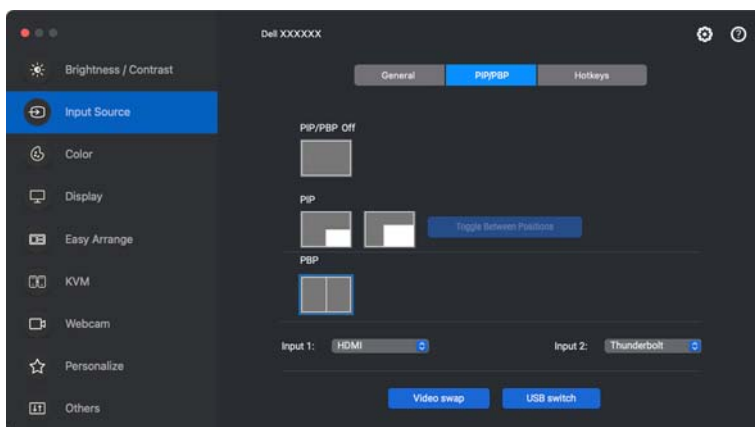 Dell XXXXXX
Brightness / Contrast
Input Source
Color
Display
Easy Arrange
KVM
Webcam
Personalize
Others
General
PIP/PBP
Hotkeys
PIP/PBP Off
PIP
Toggle Between Positions
PBP
Input 1: HDMI
Input 2: Thunderbolt
Video swap
USB switch